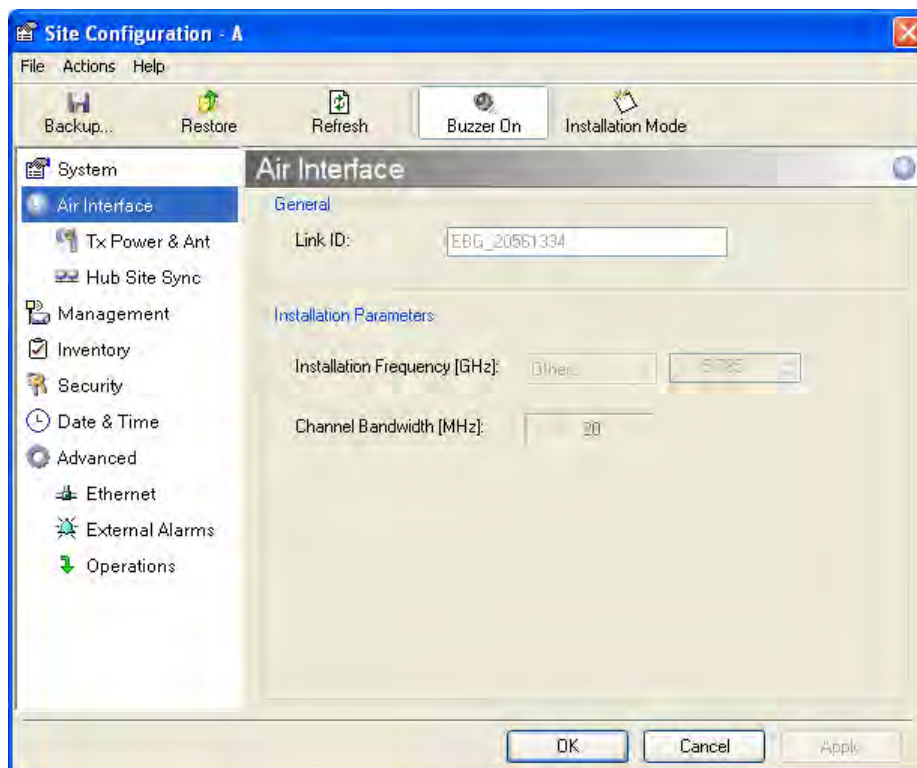 Site Configuration - A
File Actions Help
Backup... Restore Refresh Buzzer On Installation Mode
System
Air Interface
Tx Power & Ant
Hub Site Sync
Management
Inventory
Security
Date & Time
Advanced
Ethernet
External Alarms
Operations
Air Interface
General
Link ID: EBG_20561334
Installation Parameters
Installation Frequency [GHz]: Other... 5.785
Channel Bandwidth [MHz]: 20
OK Cancel Apply